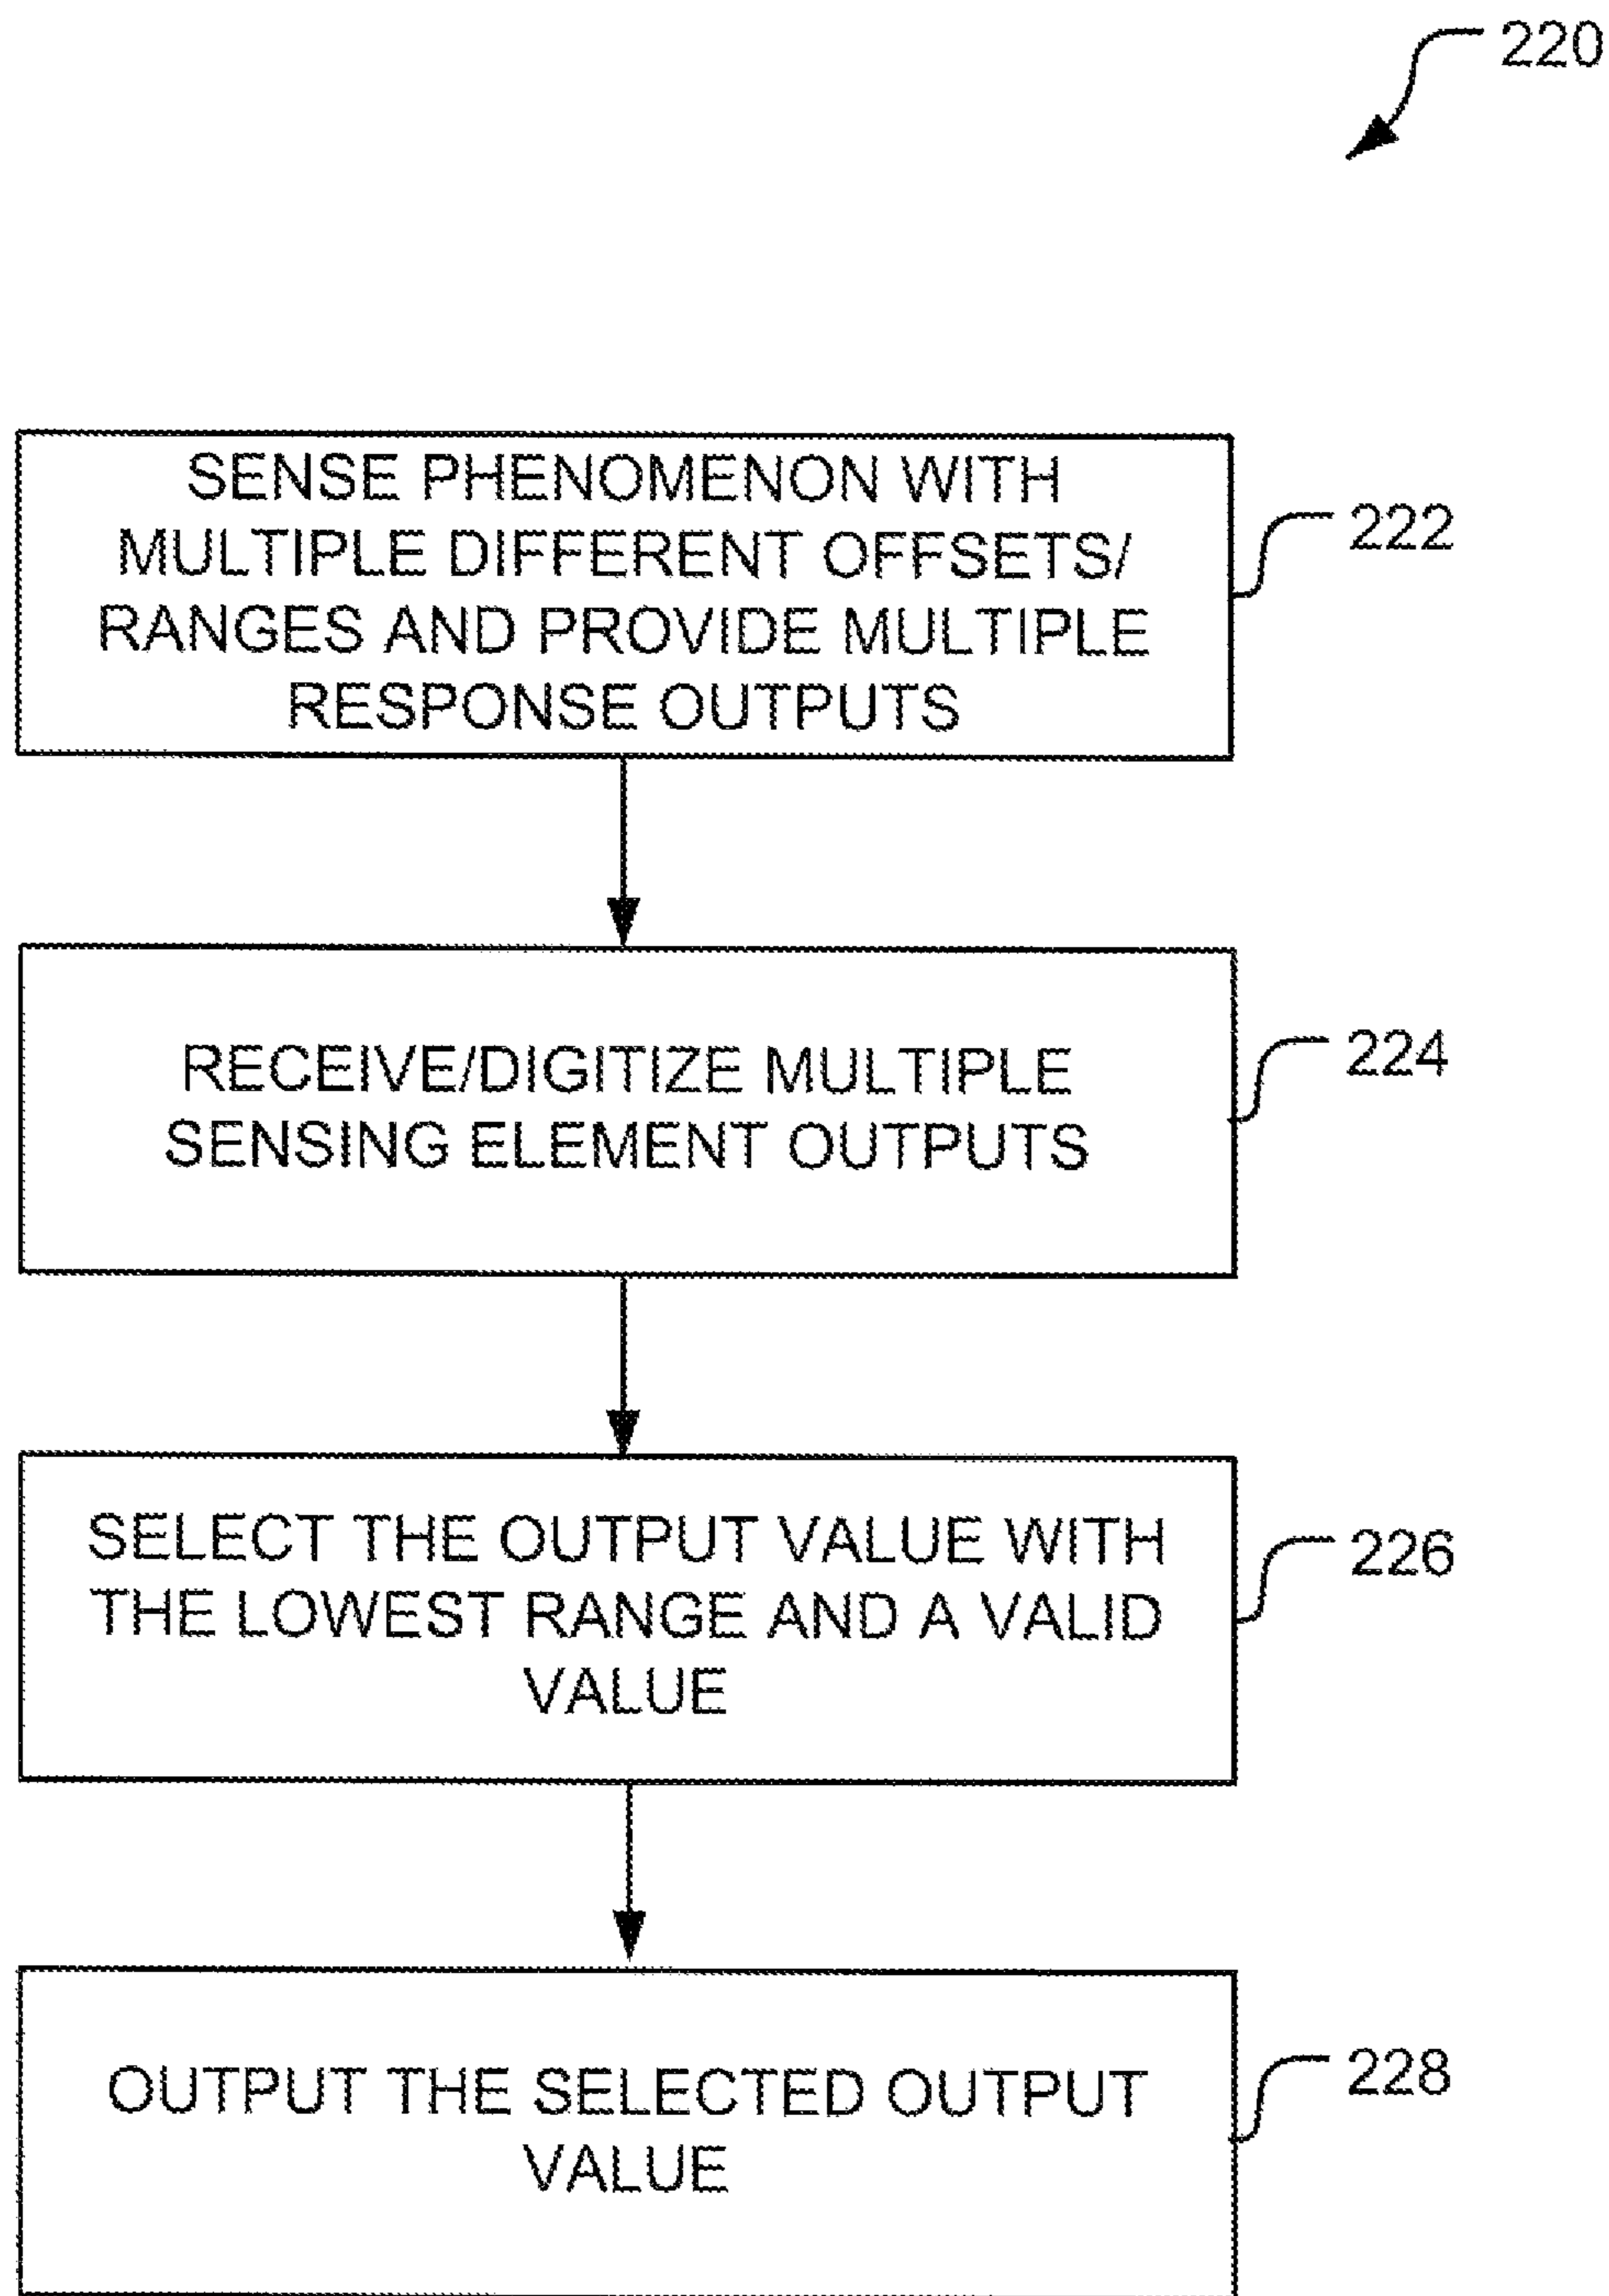 220
SENSE PHENOMENON WITH
MULTIPLE DIFFERENT OFFSETS/
RANGES AND PROVIDE MULTIPLE
RESPONSE OUTPUTS
222
RECEIVE/DIGITIZE MULTIPLE
SENSING ELEMENT OUTPUTS
224
SELECT THE OUTPUT VALUE WITH
THE LOWEST RANGE AND A VALID
VALUE
226
OUTPUT THE SELECTED OUTPUT
VALUE
228